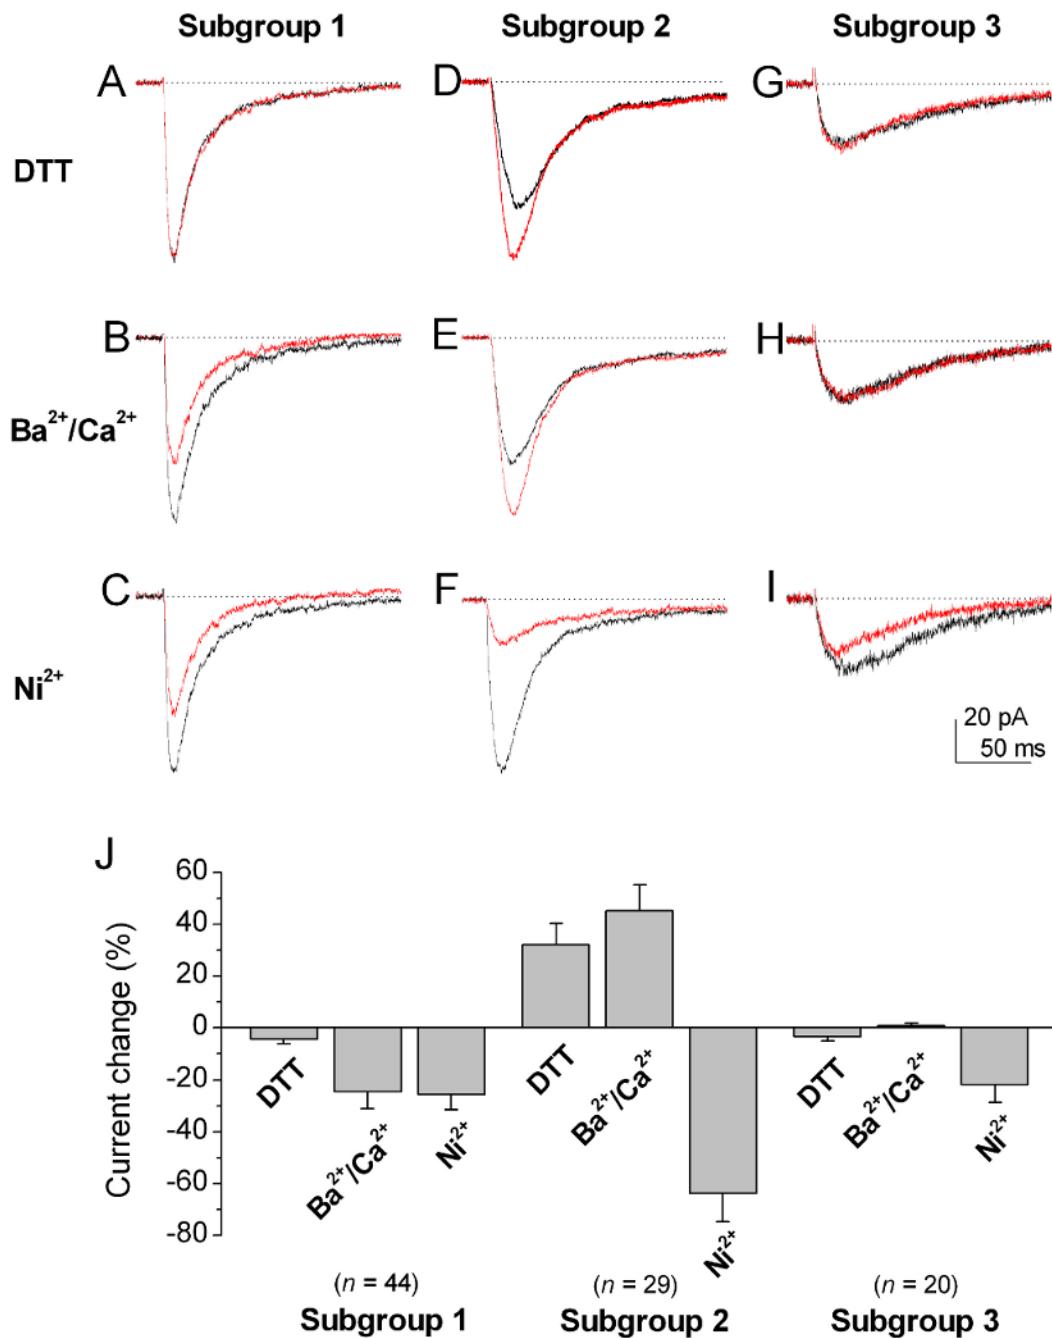 Subgroup 1 Subgroup 2 Subgroup 3
A D G
DTT
B E H
Ba²⁺/Ca²⁺
C F I
Ni²⁺
20 pA
50 ms
J
60
40
20
0
-20
-40
-60
-80
Current change (%)
DTT Ba²⁺/Ca²⁺ Ni²⁺ DTT Ba²⁺/Ca²⁺ Ni²⁺ DTT Ba²⁺/Ca²⁺ Ni²⁺
(n = 44) (n = 29) (n = 20)
Subgroup 1 Subgroup 2 Subgroup 3